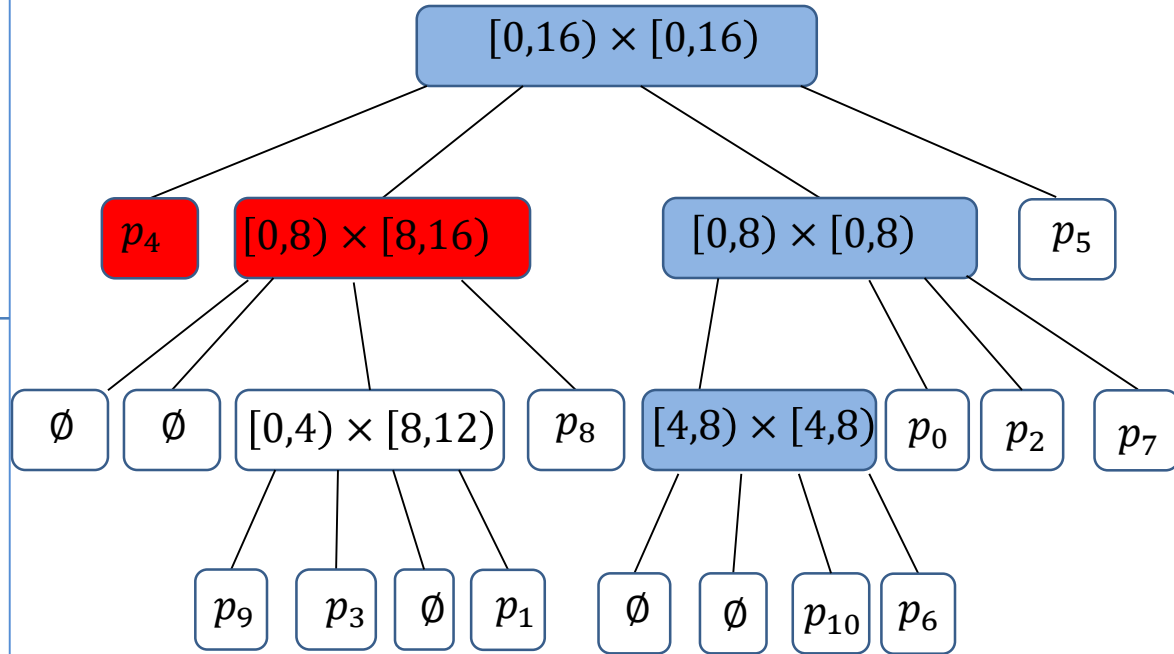 [0,16) × [0,16)
p₄ [0,8) × [8,16) [0,8) × [0,8) p₅
∅ ∅ [0,4) × [8,12) p₈ [4,8) × [4,8) p₀ p₂ p₇
p₉ p₃ ∅ p₁ ∅ ∅ p₁₀ p₆